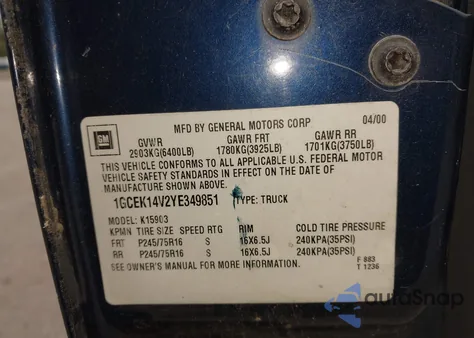 MFD BY GENERAL MOTORS CORP 04/00
GM
GVWR GAWR FRT GAWR RR
2903KG(6400LB) 1780KG(3925LB) 1701KG(3750LB)
THIS VEHICLE CONFORMS TO ALL APPLICABLE U.S. FEDERAL MOTOR
VEHICLE SAFETY STANDARDS IN EFFECT ON THE DATE OF
MANUFACTURE SHOWN ABOVE.
1GCEK14V2YE349851 TYPE: TRUCK
MODEL: K15903
KPMN TIRE SIZE SPEED RTG RIM COLD TIRE PRESSURE
FRT P245/75R16 S 16X6.5J 240KPA(35PSI)
RR P245/75R16 S 16X6.5J 240KPA(35PSI)
SEE OWNER'S MANUAL FOR MORE INFORMATION.
F 883
T 1236
autoSnap